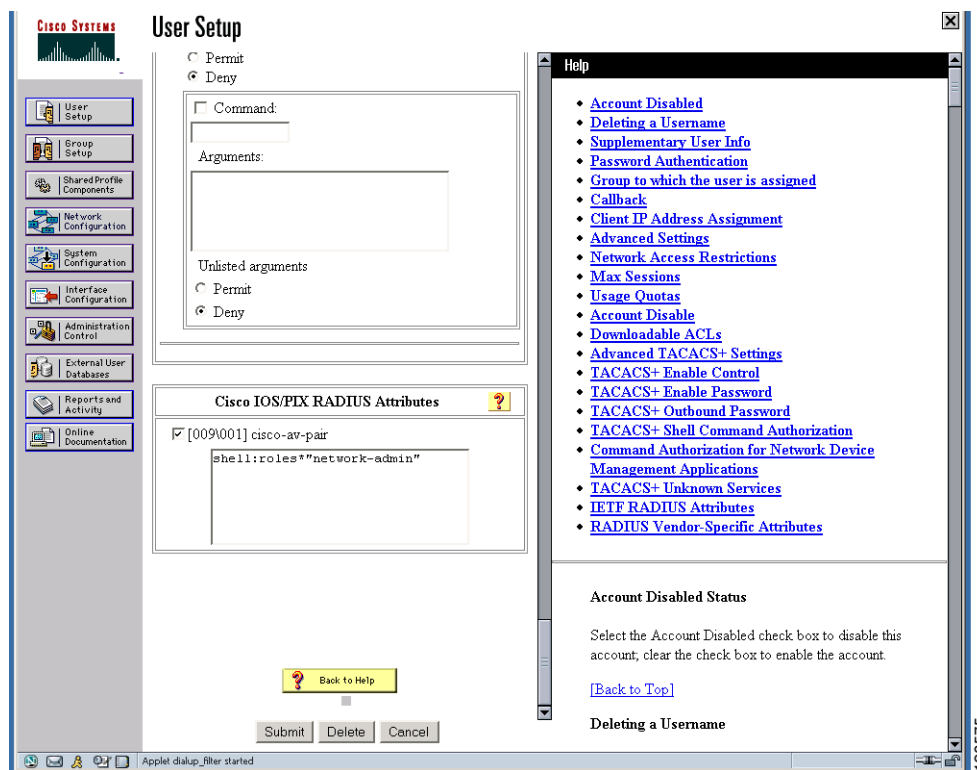 CISCO SYSTEMS
User Setup
User
Setup
Group
Setup
Shared Profile
Components
Network
Configuration
System
Configuration
Interface
Configuration
Administration
Control
External User
Databases
Reports and
Activity
Online
Documentation
Permit
Deny
Command:
Arguments:
Unlisted arguments
Permit
Deny
Cisco IOS/PIX RADIUS Attributes
?
[009\001] cisco-av-pair
shell:roles*"network-admin"
? Back to Help
Submit Delete Cancel
Help
Account Disabled
Deleting a Username
Supplementary User Info
Password Authentication
Group to which the user is assigned
Callback
Client IP Address Assignment
Advanced Settings
Network Access Restrictions
Max Sessions
Usage Quotas
Account Disable
Downloadable ACLs
Advanced TACACS+ Settings
TACACS+ Enable Control
TACACS+ Enable Password
TACACS+ Outbound Password
TACACS+ Shell Command Authorization
Command Authorization for Network Device
Management Applications
TACACS+ Unknown Services
IETF RADIUS Attributes
RADIUS Vendor-Specific Attributes
Account Disabled Status
Select the Account Disabled check box to disable this
account; clear the check box to enable the account.
[Back to Top]
Deleting a Username
Applet dialup_filter started